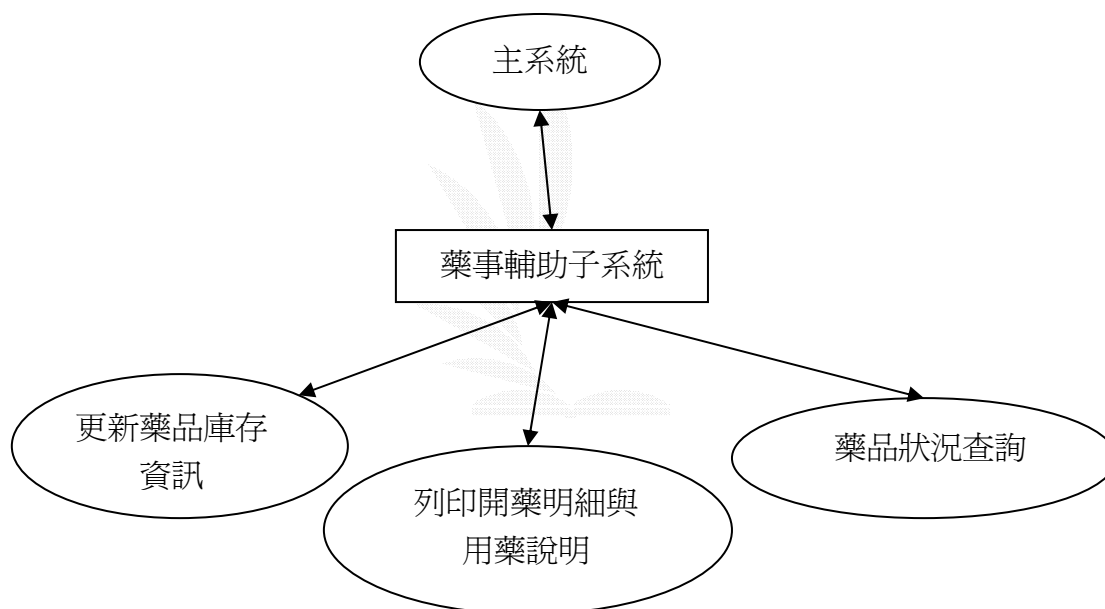 主系統
藥事輔助子系統
更新藥品庫存
資訊
列印開藥明細與
用藥說明
藥品狀況查詢